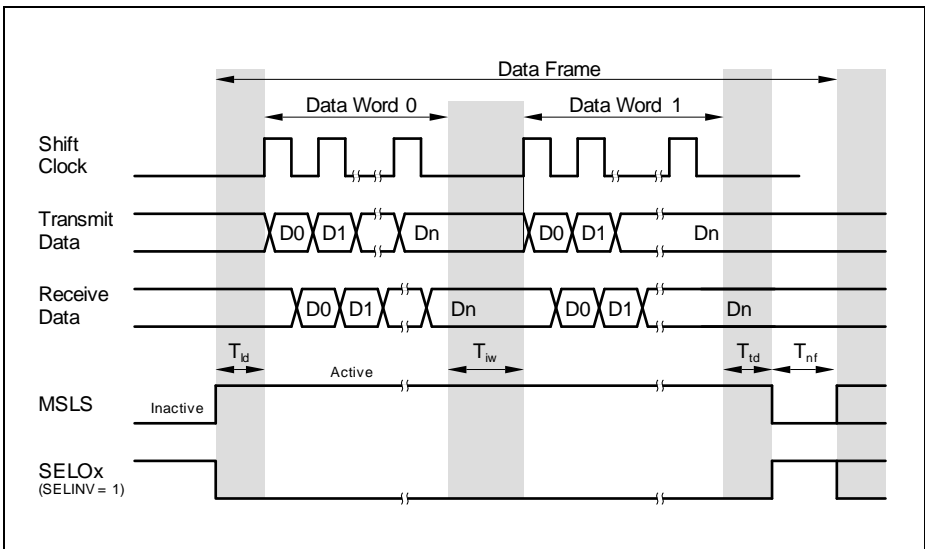 Data Frame
Data Word 0
Data Word 1
Shift
Clock
Transmit
Data
D0 D1 Dn D0 D1 Dn
Receive
Data
D0 D1 Dn D0 D1 Dn
Tld Tiw Ttd Tnf
Active
MSLS
Inactive
SELOx
(SELINV = 1)